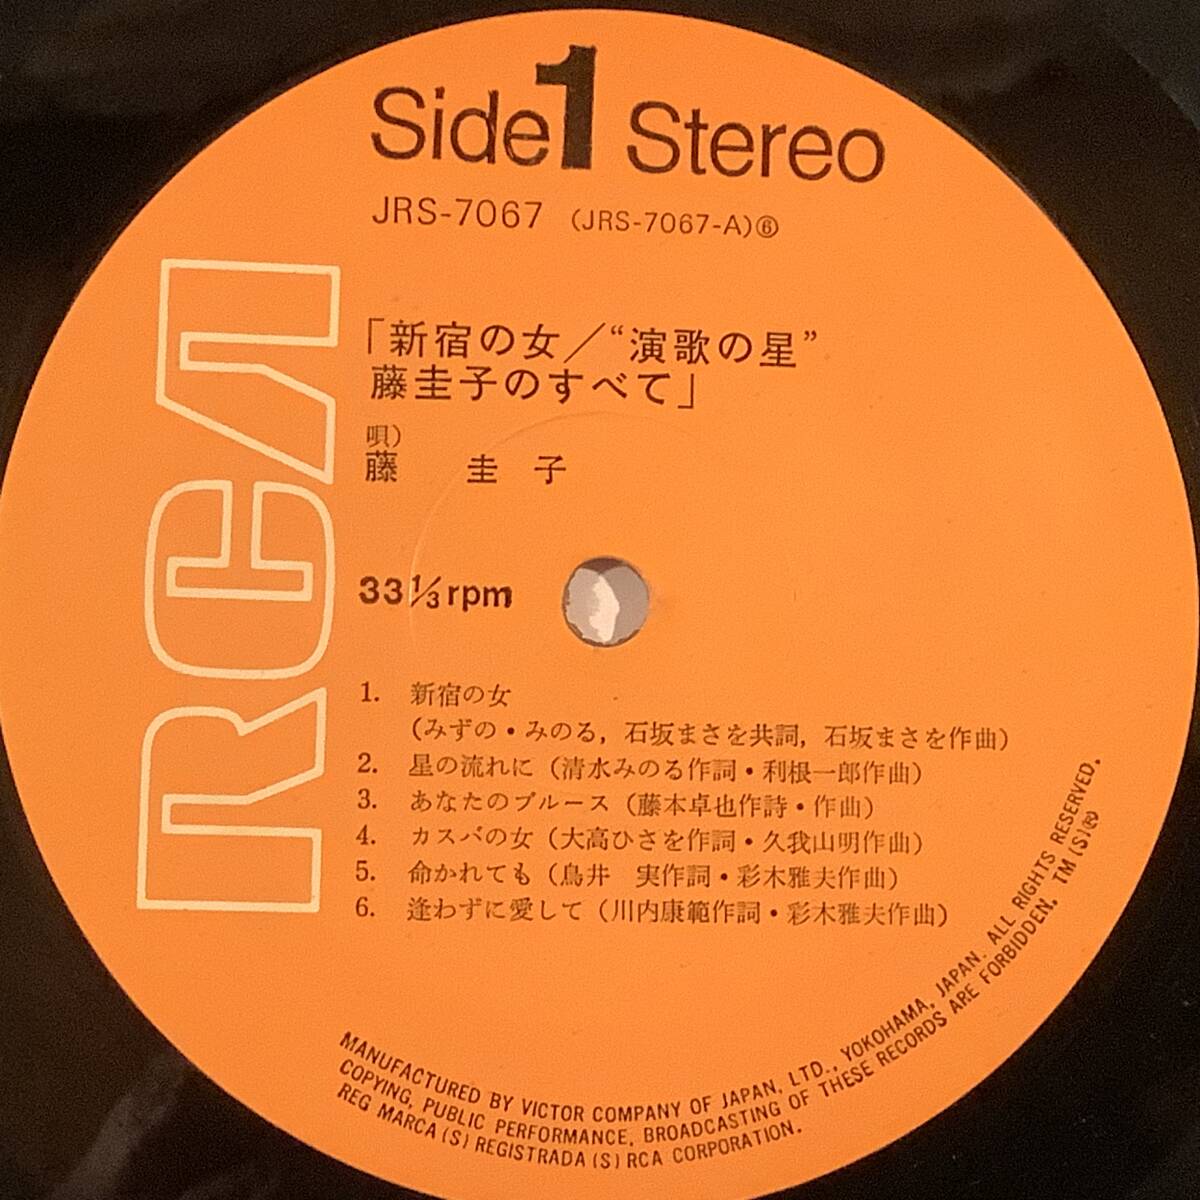 Side 1 Stereo
JRS-7067 (JRS-7067-A)⑥
「新宿の女／“演歌の星”
藤圭子のすべて」
唄)
藤 圭 子
33 1/3 rpm
1. 新宿の女
(みずの・みのる, 石坂まさを共詞, 石坂まさを作曲)
2. 星の流れに (清水みのる作詞・利根一郎作曲)
3. あなたのブルース (藤本卓也作詩・作曲)
4. カスバの女 (大高ひさを作詞・久我山明作曲)
5. 命かれても (鳥井 実作詞・彩木雅夫作曲)
6. 逢わずに愛して (川内康範作詞・彩木雅夫作曲)
RCA
MANUFACTURED BY VICTOR COMPANY OF JAPAN, LTD., YOKOHAMA, JAPAN. ALL RIGHTS RESERVED.
COPYING, PUBLIC PERFORMANCE, BROADCASTING OF THESE RECORDS ARE FORBIDDEN. TM(S)®
REG MARCA(S) REGISTRADA(S) RCA CORPORATION.